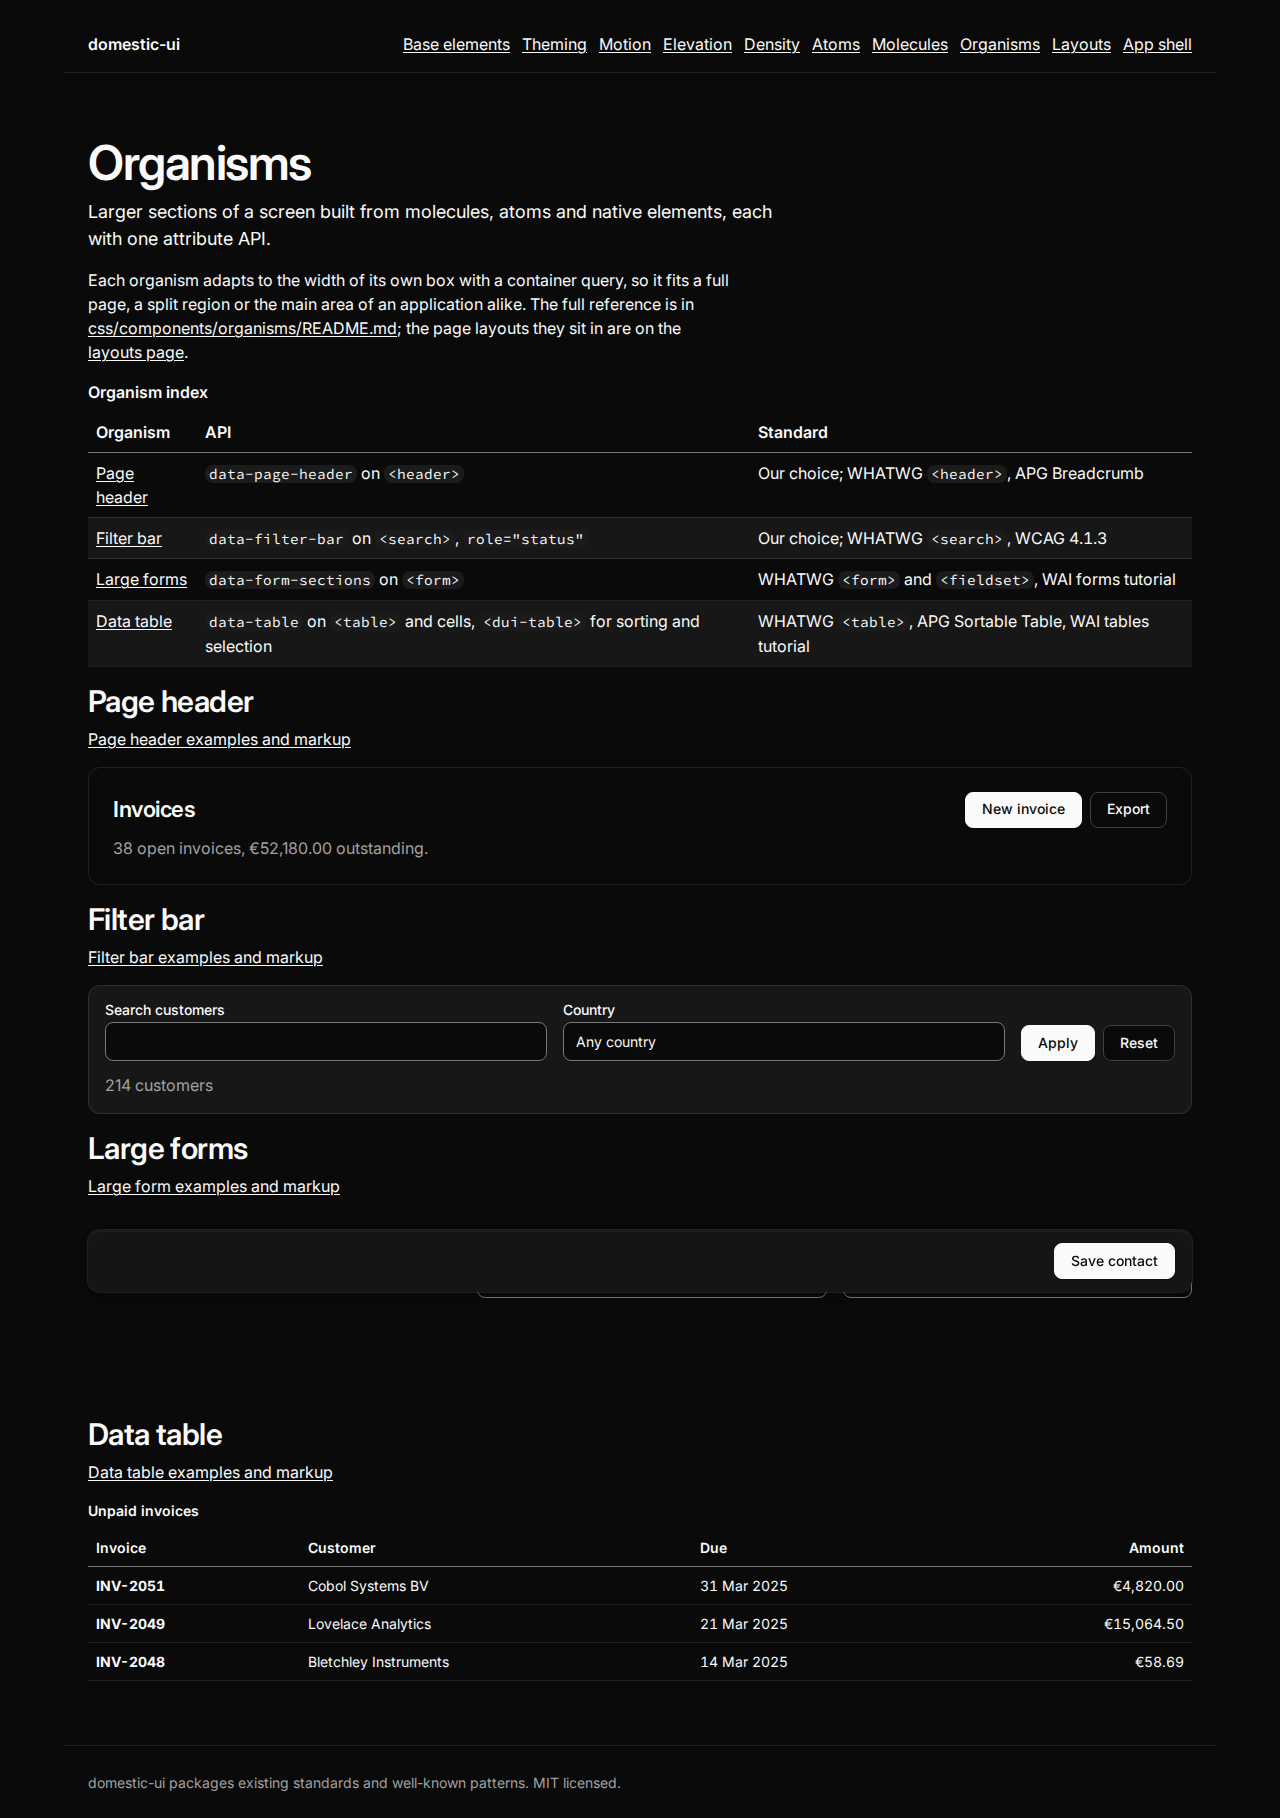 domestic-ui
Base elements Theming Motion Elevation Density Atoms Molecules Organisms Layouts App shell
Organisms
Larger sections of a screen built from molecules, atoms and native elements, each
with one attribute API.
Each organism adapts to the width of its own box with a container query, so it fits a full
page, a split region or the main area of an application alike. The full reference is in
css/components/organisms/README.md; the page layouts they sit in are on the
layouts page.
Organism index
Organism API Standard
Page header data-page-header on <header> Our choice; WHATWG <header>, APG Breadcrumb
Filter bar data-filter-bar on <search>, role="status" Our choice; WHATWG <search>, WCAG 4.1.3
Large forms data-form-sections on <form> WHATWG <form> and <fieldset>, WAI forms tutorial
Data table data-table on <table> and cells, <dui-table> for sorting and selection WHATWG <table>, APG Sortable Table, WAI tables tutorial
Page header
Page header examples and markup
Invoices New invoice Export
38 open invoices, €52,180.00 outstanding.
Filter bar
Filter bar examples and markup
Search customers Country
Any country Apply Reset
214 customers
Large forms
Large form examples and markup
Save contact
Data table
Data table examples and markup
Unpaid invoices
Invoice Customer Due Amount
INV-2051 Cobol Systems BV 31 Mar 2025 €4,820.00
INV-2049 Lovelace Analytics 21 Mar 2025 €15,064.50
INV-2048 Bletchley Instruments 14 Mar 2025 €58.69
domestic-ui packages existing standards and well-known patterns. MIT licensed.